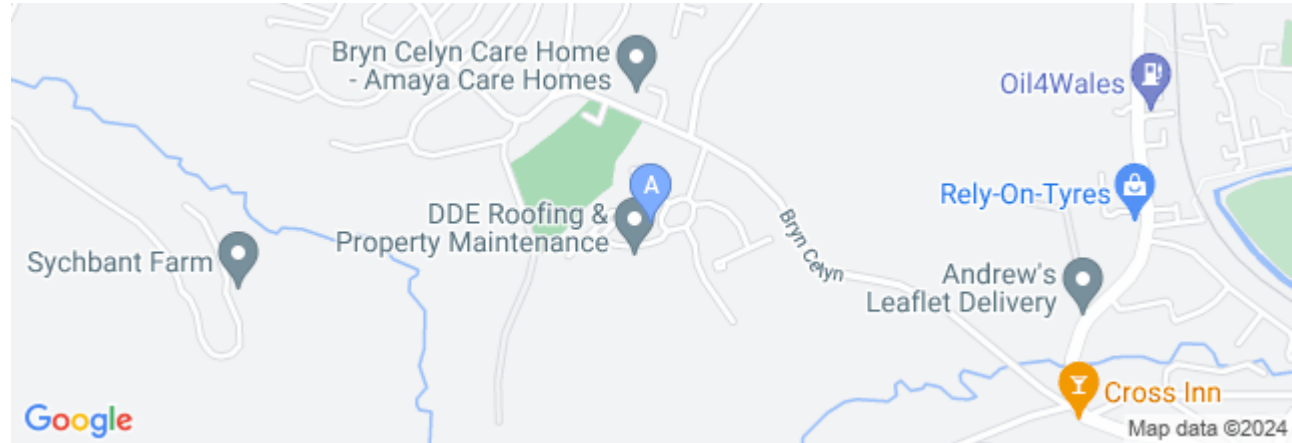 Bryn Celyn Care Home
- Amaya Care Homes
Oil4Wales
A
Rely-On-Tyres
DDE Roofing &
Property Maintenance
Bryn Celyn
Sychbant Farm
Andrew's
Leaflet Delivery
Cross Inn
Google
Map data ©2024